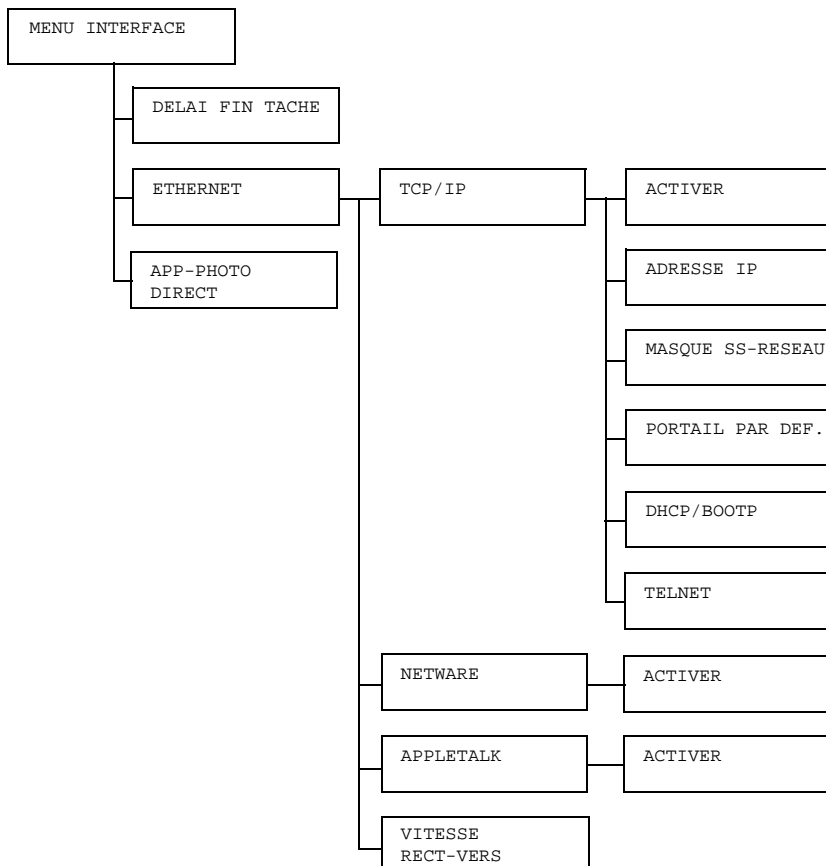 MENU INTERFACE
DELAI FIN TACHE
ETHERNET
TCP/IP
ACTIVER
APP-PHOTO
DIRECT
ADRESSE IP
MASQUE SS-RESEAU
PORTAIL PAR DEF.
DHCP/BOOTP
TELNET
NETWARE
ACTIVER
APPLETALK
ACTIVER
VITESSE
RECT-VERS